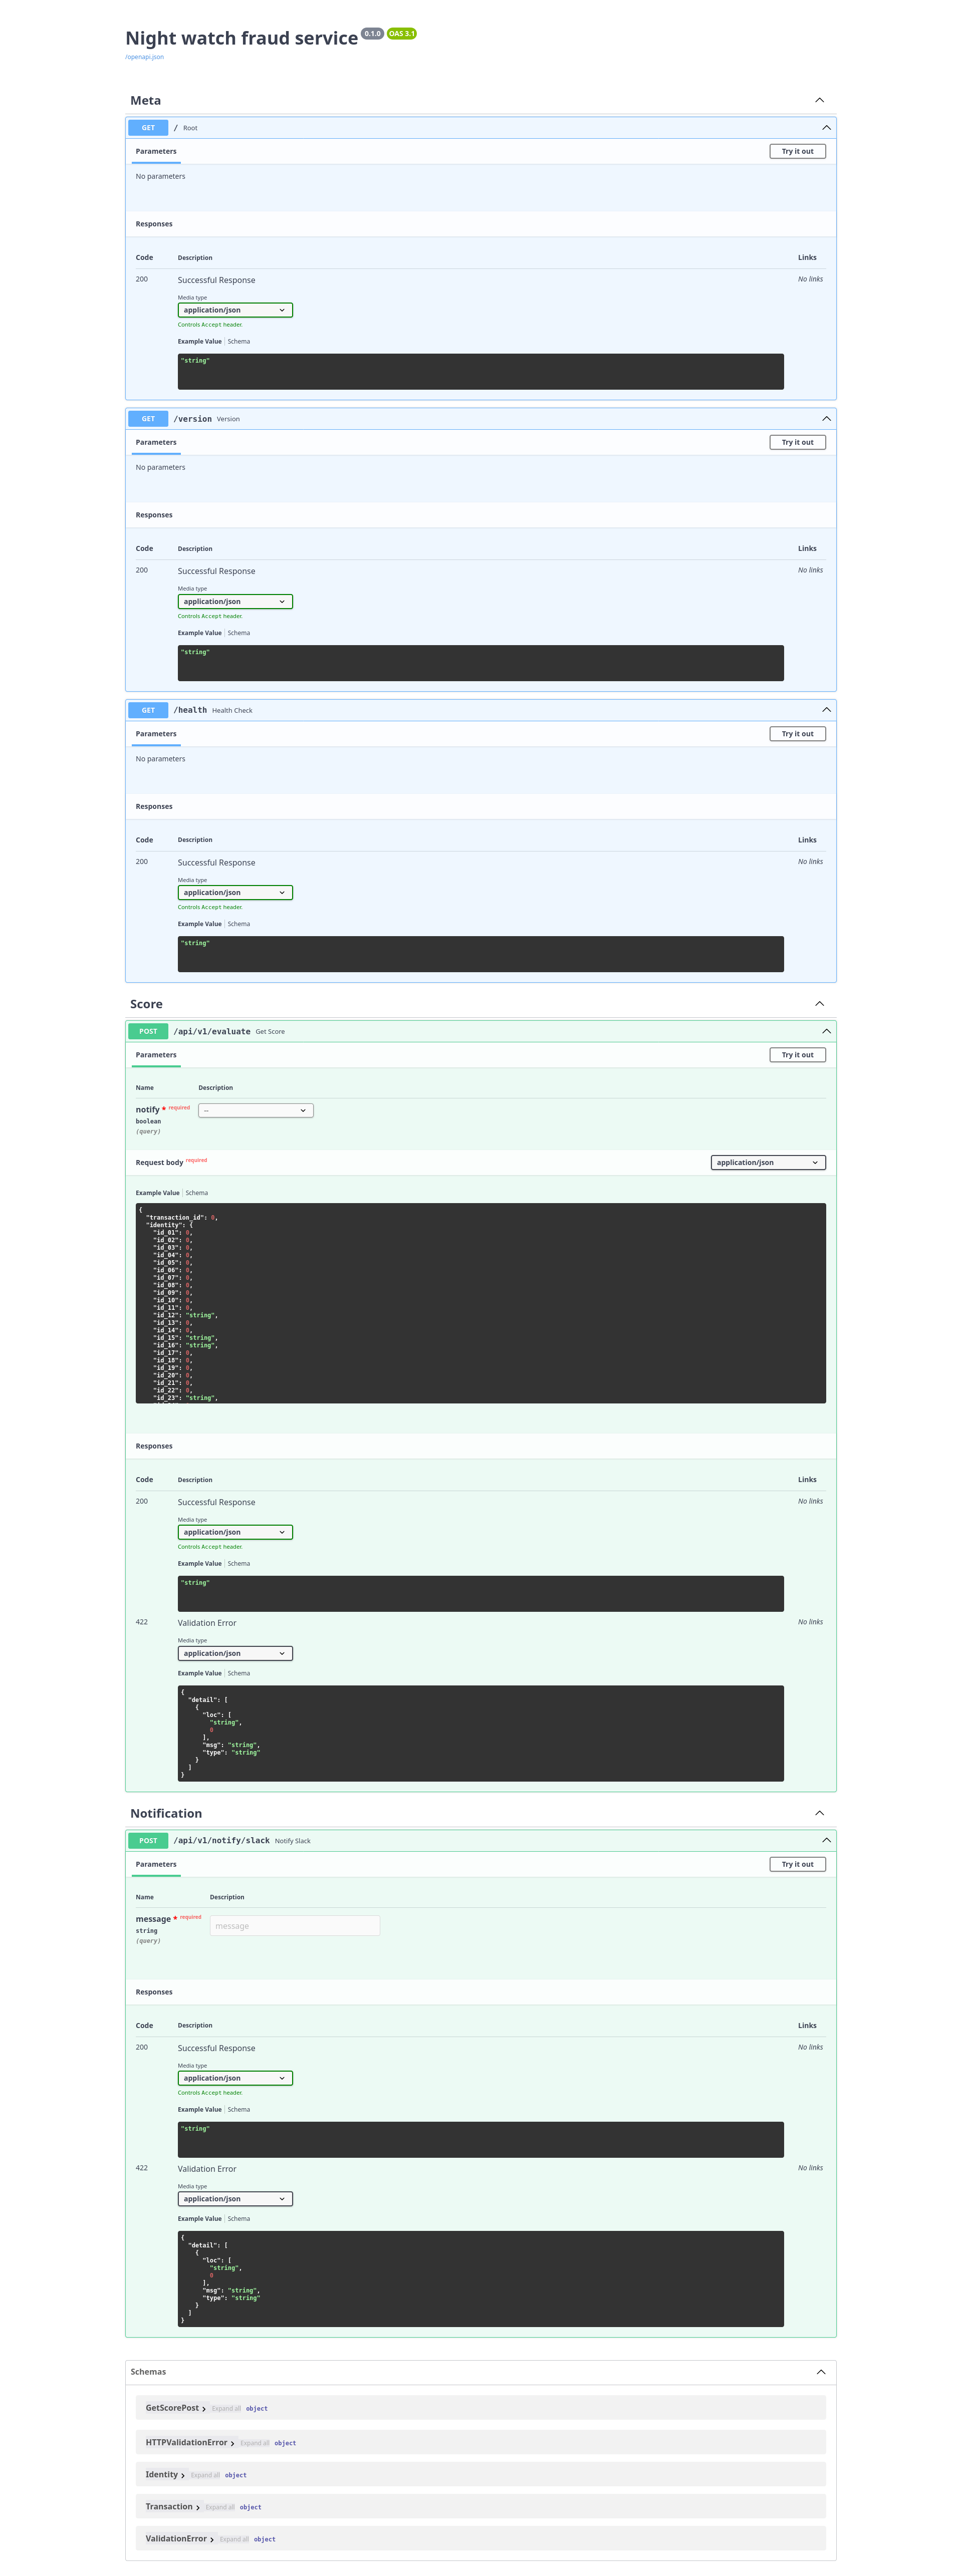 Night watch fraud service 0.1.0 OAS 3.1
/openapi.json
Meta
GET / Root
Parameters Try it out
No parameters
Responses
Code Description Links
200 Successful Response No links
Media type
application/json
Controls Accept header.
Example Value Schema
"string"
GET /version Version
Parameters Try it out
No parameters
Responses
Code Description Links
200 Successful Response No links
Media type
application/json
Controls Accept header.
Example Value Schema
"string"
GET /health Health Check
Parameters Try it out
No parameters
Responses
Code Description Links
200 Successful Response No links
Media type
application/json
Controls Accept header.
Example Value Schema
"string"
Score
POST /api/v1/evaluate Get Score
Parameters Try it out
Name Description
notify * required --
boolean
(query)
Request body required application/json
Example Value Schema
{
"transaction_id": 0,
"identity": {
"id_01": 0,
"id_02": 0,
"id_03": 0,
"id_04": 0,
"id_05": 0,
"id_06": 0,
"id_07": 0,
"id_08": 0,
"id_09": 0,
"id_10": 0,
"id_11": 0,
"id_12": "string",
"id_13": 0,
"id_14": 0,
"id_15": "string",
"id_16": "string",
"id_17": 0,
"id_18": 0,
"id_19": 0,
"id_20": 0,
"id_21": 0,
"id_22": 0,
"id_23": "string",
Responses
Code Description Links
200 Successful Response No links
Media type
application/json
Controls Accept header.
Example Value Schema
"string"
422 Validation Error No links
Media type
application/json
Example Value Schema
{
"detail": [
{
"loc": [
"string",
0
],
"msg": "string",
"type": "string"
}
]
}
Notification
POST /api/v1/notify/slack Notify Slack
Parameters Try it out
Name Description
message * required message
string
(query)
Responses
Code Description Links
200 Successful Response No links
Media type
application/json
Controls Accept header.
Example Value Schema
"string"
422 Validation Error No links
Media type
application/json
Example Value Schema
{
"detail": [
{
"loc": [
"string",
0
],
"msg": "string",
"type": "string"
}
]
}
Schemas
GetScorePost Expand all object
HTTPValidationError Expand all object
Identity Expand all object
Transaction Expand all object
ValidationError Expand all object